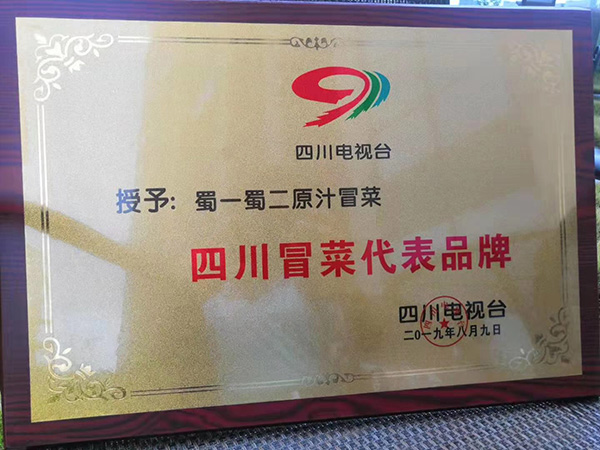 四川电视台
授予: 蜀一蜀二原汁冒菜
四川冒菜代表品牌
四川电视台
二0一九年八月九日